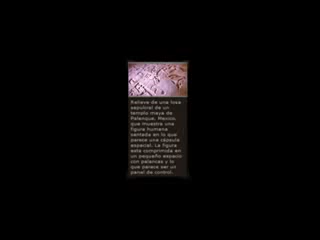 Relieve de una losa
sepulcral de un
templo maya de
Palenque, Mexico,
que muestra una
figura humana
sentada en lo que
parece una cápsula
espacial. La figura
esta comprimida en
un pequeño espacio
con palancas y lo
que parece ser un
panel de control.